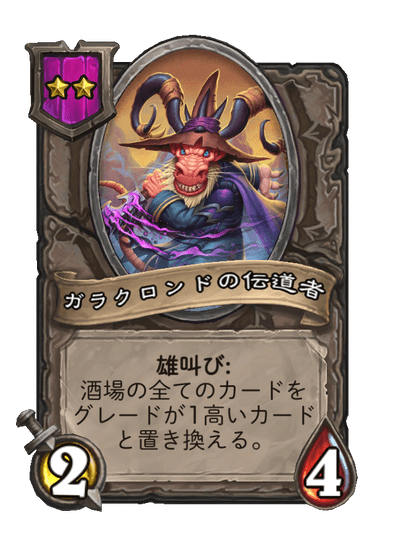 ガラクロンドの伝道者
雄叫び:
酒場の全てのカードを
グレードが1高いカード
と置き換える。
2
4